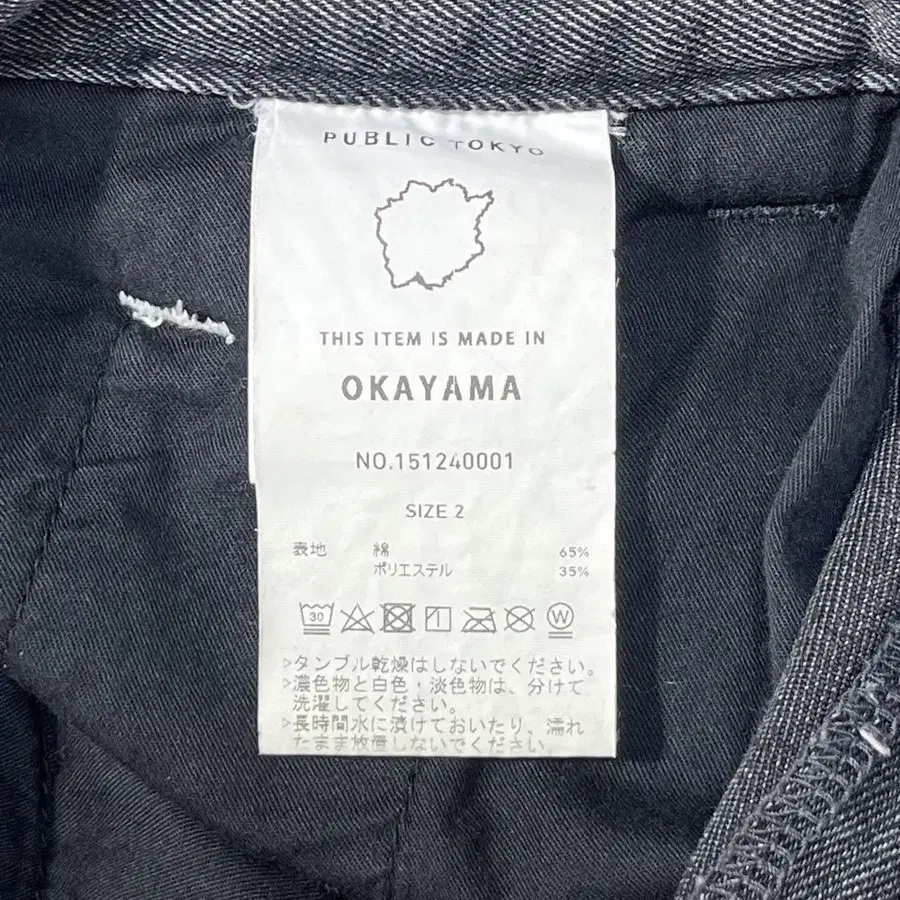 PUBLIC TOKYO
THIS ITEM IS MADE IN
OKAYAMA
NO.151240001
SIZE 2
表地 綿 65%
ポリエステル 35%
30 W
▷タンブル乾燥はしないでください。
▷濃色物と白色・淡色物は、分けて
洗濯してください。
▷長時間水に漬けておいたり、濡れ
たまま放置しないでください。